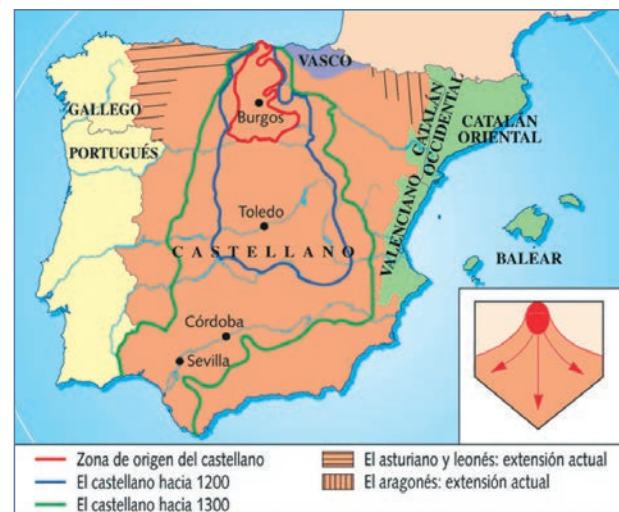 VASCO
GALLEGO
Burgos
PORTUGUÉS
CATALÁN
OCCIDENTAL
CATALÁN
ORIENTAL
VALENCIANO
Toledo
CASTELLANO
BALEAR
Córdoba
Sevilla
Zona de origen del castellano
El castellano hacia 1200
El castellano hacia 1300
El asturiano y leonés: extensión actual
El aragonés: extensión actual